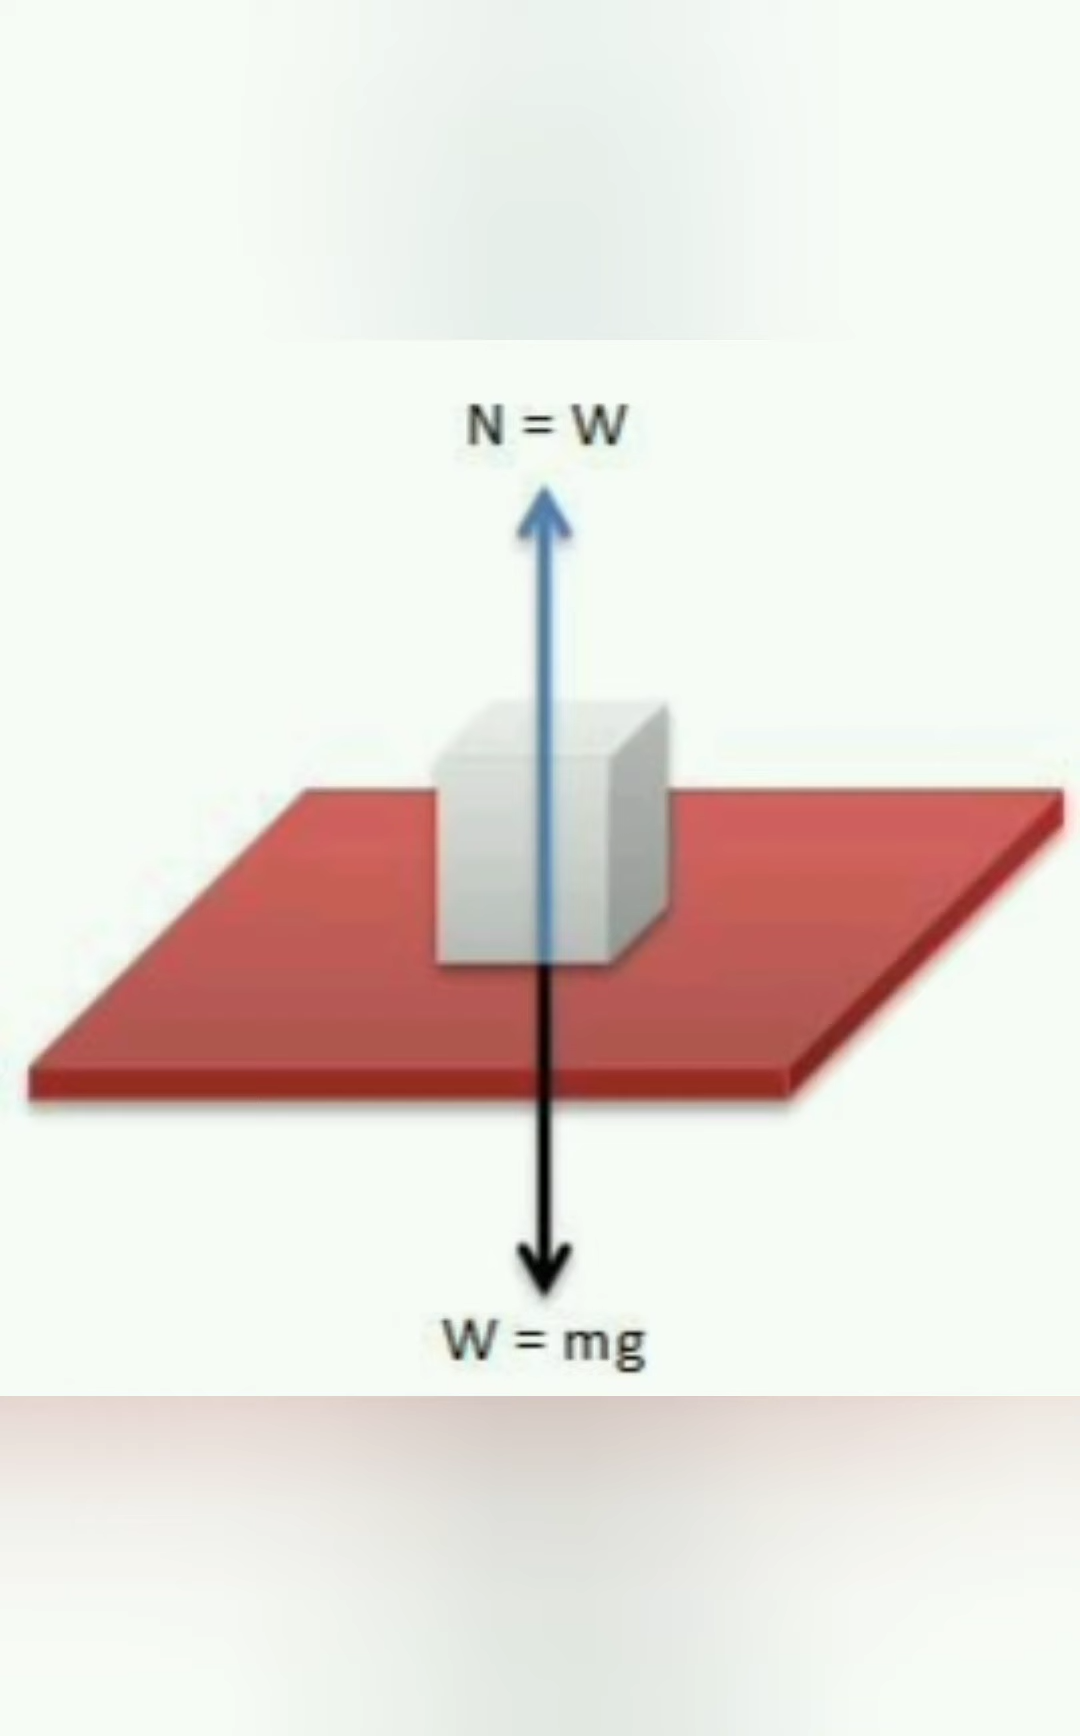 N = W
W = mg